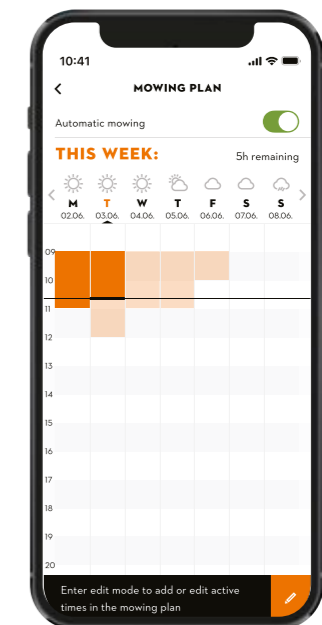 10:41
MOWING PLAN
Automatic mowing
THIS WEEK: 5h remaining
M T W T F S S
02.06. 03.06. 04.06. 05.06. 06.06. 07.06. 08.06.
09
10
11
12
13
14
15
16
17
18
19
20
Enter edit mode to add or edit active
times in the mowing plan